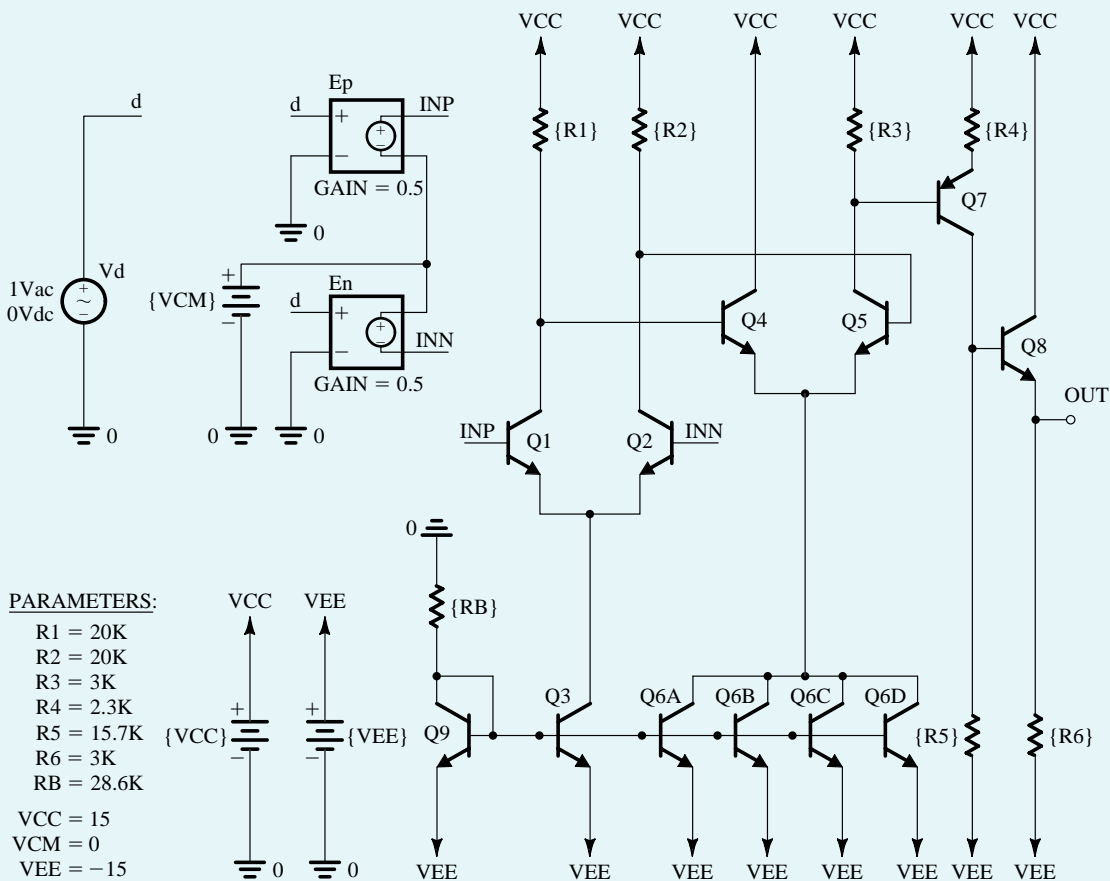 VCC VCC VCC VCC VCC VCC
d
Ep
d
INP
+
−
+
−
GAIN = 0.5
0
{R1}
{R2}
{R3}
{R4}
Q7
1Vac
0Vdc
Vd
+
~
−
0
{VCM}
+
−
0
En
d
+
−
+
−
INN
GAIN = 0.5
0
Q4
Q5
Q8
OUT
INP
Q1
Q2
INN
0
{RB}
PARAMETERS:
R1 = 20K
R2 = 20K
R3 = 3K
R4 = 2.3K
R5 = 15.7K
R6 = 3K
RB = 28.6K
VCC = 15
VCM = 0
VEE = −15
VCC
+
{VCC}
−
0
VEE
+
{VEE}
−
0
Q9
Q3
Q6A
Q6B
Q6C
Q6D
{R5}
{R6}
VEE VEE VEE VEE VEE VEE VEE VEE